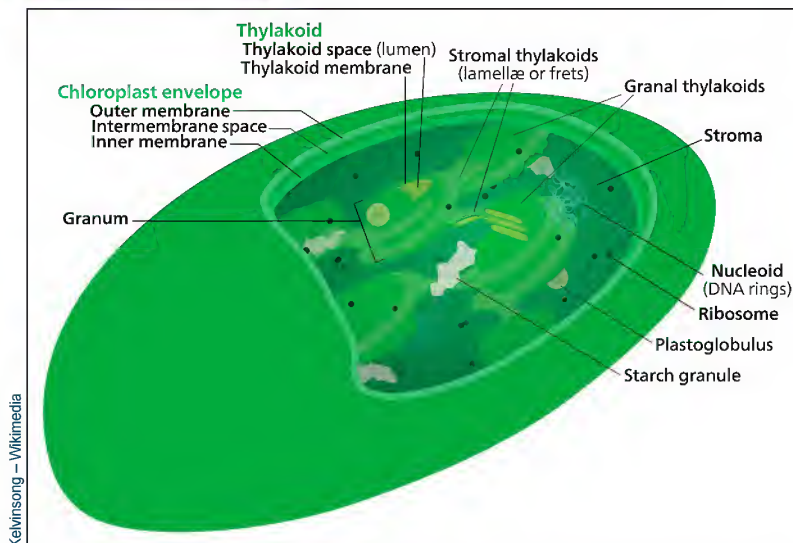 Thylakoid
Thylakoid space (lumen)
Thylakoid membrane
Stromal thylakoids
(lamellæ or frets)
Granal thylakoids
Chloroplast envelope
Outer membrane
Intermembrane space
Inner membrane
Stroma
Granum
Nucleoid
(DNA rings)
Ribosome
Plastoglobulus
Starch granule
Kelvinsong – Wikimedia